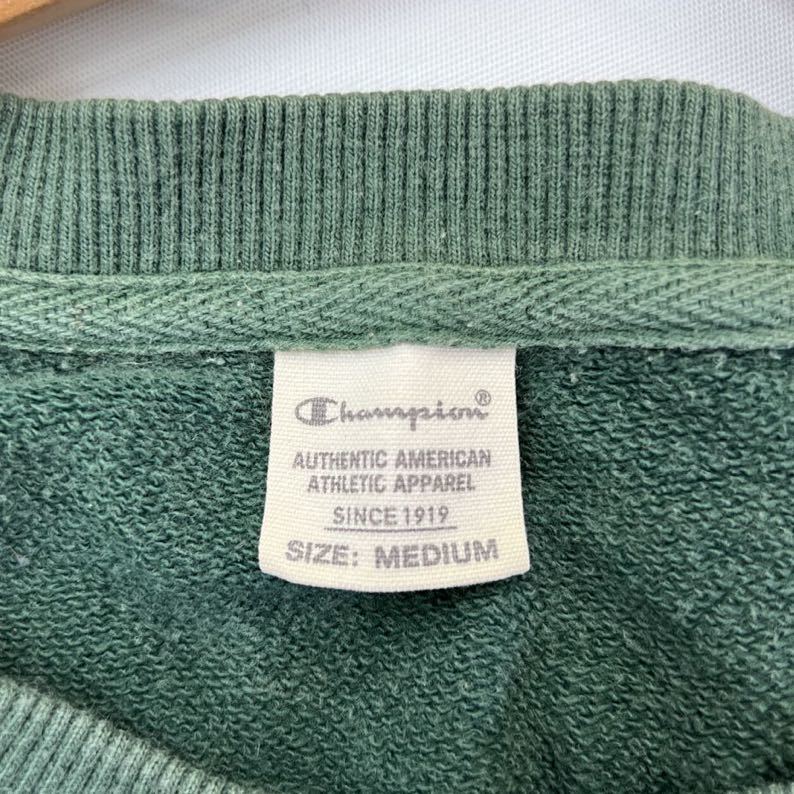 Champion®
AUTHENTIC AMERICAN
ATHLETIC APPAREL
SINCE 1919
SIZE: MEDIUM